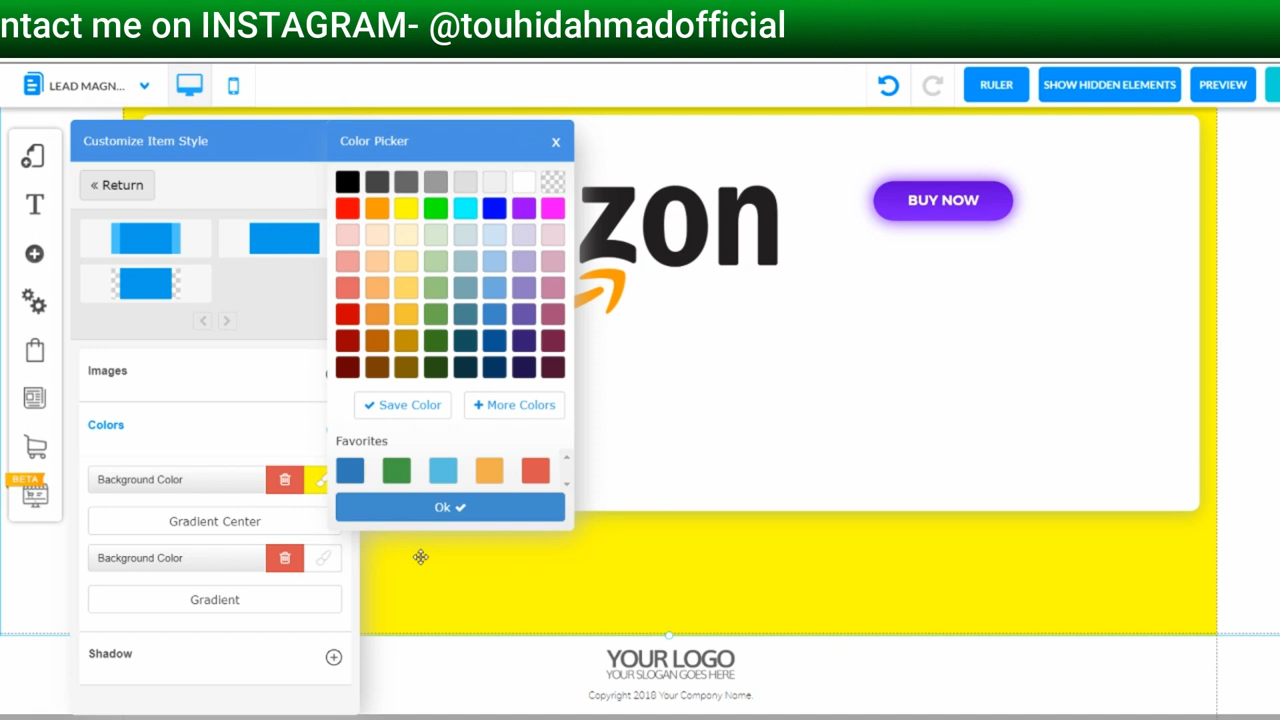 ntact me on INSTAGRAM- @touhidahmadofficial
LEAD MAGN...
RULER
SHOW HIDDEN ELEMENTS
PREVIEW
Customize Item Style
Color Picker
X
« Return
zon
BUY NOW
Images
Colors
Save Color
+ More Colors
Favorites
Background Color
BETA
Ok
Gradient Center
Background Color
Gradient
Shadow
YOUR LOGO
YOUR SLOGAN GOES HERE
Copyright 2018 Your Company Name.